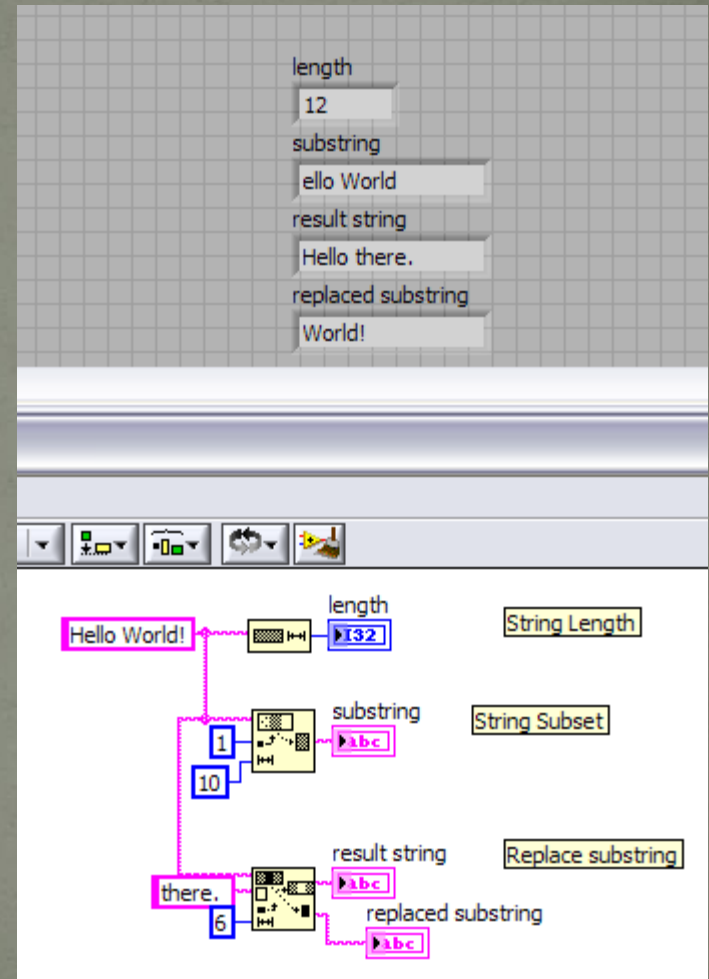 length
12
substring
ello World
result string
Hello there.
replaced substring
World!
length
Hello World!
I32
String Length
substring
String Subset
1
abc
10
result string
Replace substring
abc
there.
replaced substring
6
abc